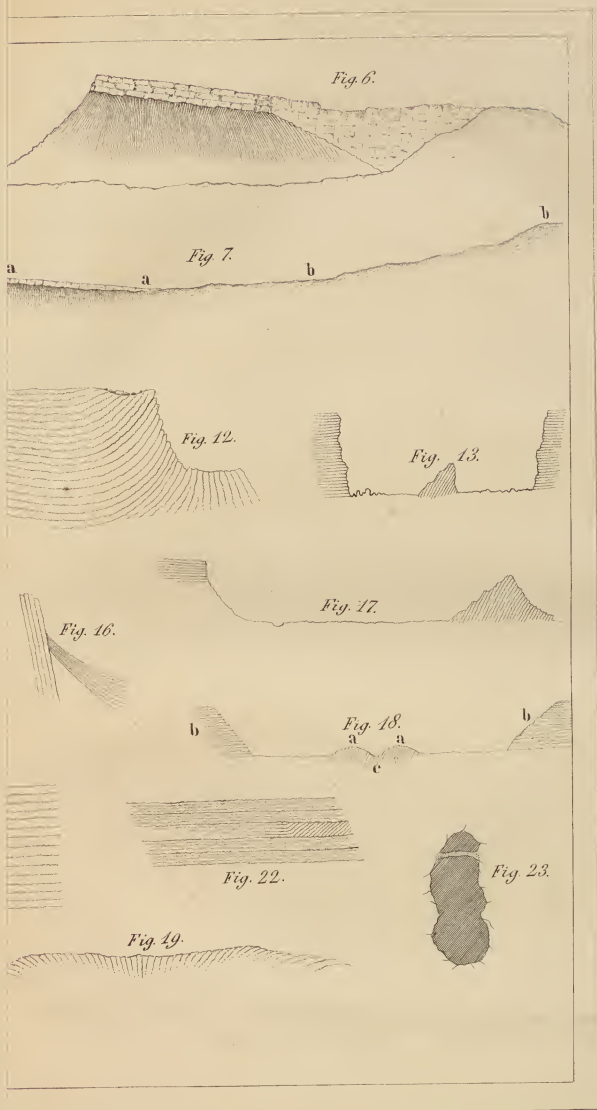 Fig. 6.
b
Fig. 7.
a
a
b
Fig. 12.
Fig. 13.
Fig. 17.
Fig. 16.
b
Fig. 18.
b
a
a
c
Fig. 22.
Fig. 23.
Fig. 19.